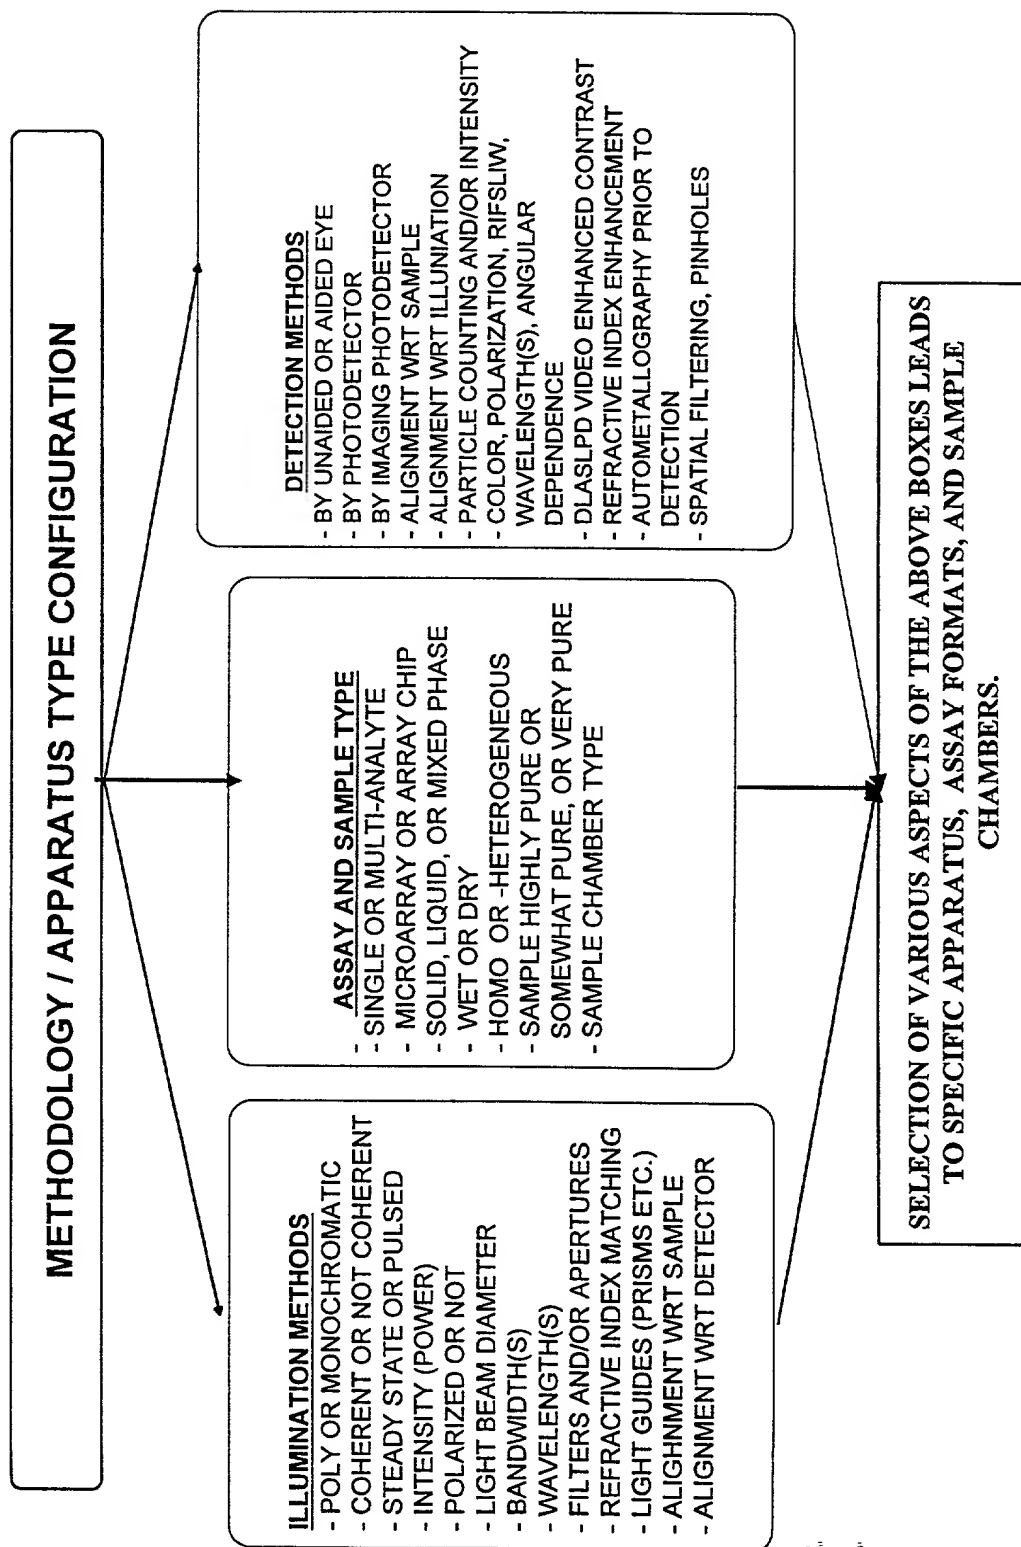 METHODOLOGY / APPARATUS TYPE CONFIGURATION
ILLUMINATION METHODS
- POLY OR MONOCHROMATIC
- COHERENT OR NOT COHERENT
- STEADY STATE OR PULSED
- INTENSITY (POWER)
- POLARIZED OR NOT
- LIGHT BEAM DIAMETER
- BANDWIDTH(S)
- WAVELENGTH(S)
- FILTERS AND/OR APERTURES
- REFRACTIVE INDEX MATCHING
- LIGHT GUIDES (PRISMS ETC.)
- ALIGHNMENT WRT SAMPLE
- ALIGNMENT WRT DETECTOR
ASSAY AND SAMPLE TYPE
- SINGLE OR MULTI-ANALYTE
- MICROARRAY OR ARRAY CHIP
- SOLID, LIQUID, OR MIXED PHASE
- WET OR DRY
- HOMO OR -HETEROGENEOUS
- SAMPLE HIGHLY PURE OR
SOMEWHAT PURE, OR VERY PURE
- SAMPLE CHAMBER TYPE
DETECTION METHODS
- BY UNAIDED OR AIDED EYE
- BY PHOTODETECTOR
- BY IMAGING PHOTODETECTOR
- ALIGNMENT WRT SAMPLE
- ALIGNMENT WRT ILLUNIATION
- PARTICLE COUNTING AND/OR INTENSITY
- COLOR, POLARIZATION, RIFSLIW,
WAVELENGTH(S), ANGULAR
DEPENDENCE
- DLASLPD VIDEO ENHANCED CONTRAST
- REFRACTIVE INDEX ENHANCEMENT
- AUTOMETALLOGRAPHY PRIOR TO
DETECTION
- SPATIAL FILTERING, PINHOLES
SELECTION OF VARIOUS ASPECTS OF THE ABOVE BOXES LEADS
TO SPECIFIC APPARATUS, ASSAY FORMATS, AND SAMPLE
CHAMBERS.